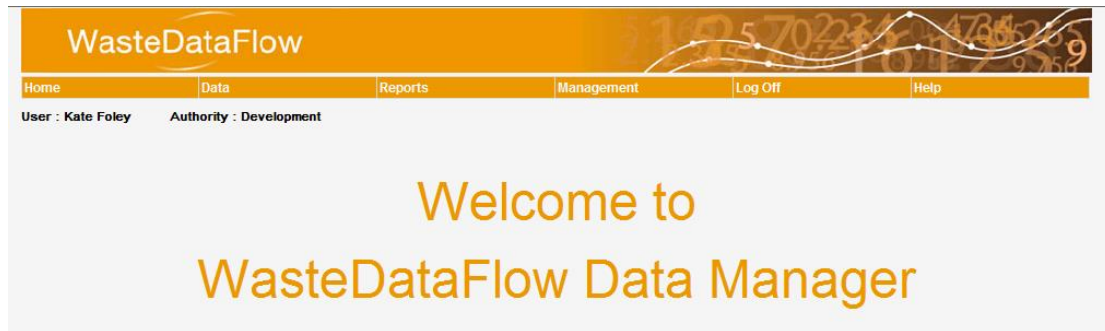 WasteDataFlow
Home Data Reports Management Log Off Help
User : Kate Foley Authority : Development
Welcome to
WasteDataFlow Data Manager